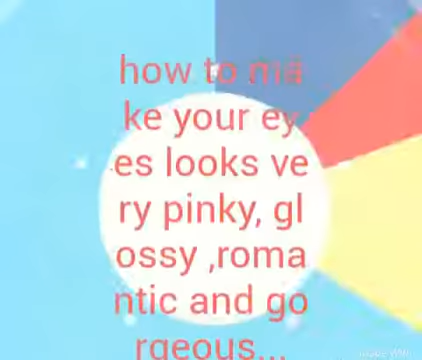 how to ma
ke your ey
es looks ve
ry pinky, gl
ossy ,roma
ntic and go
rgeous...